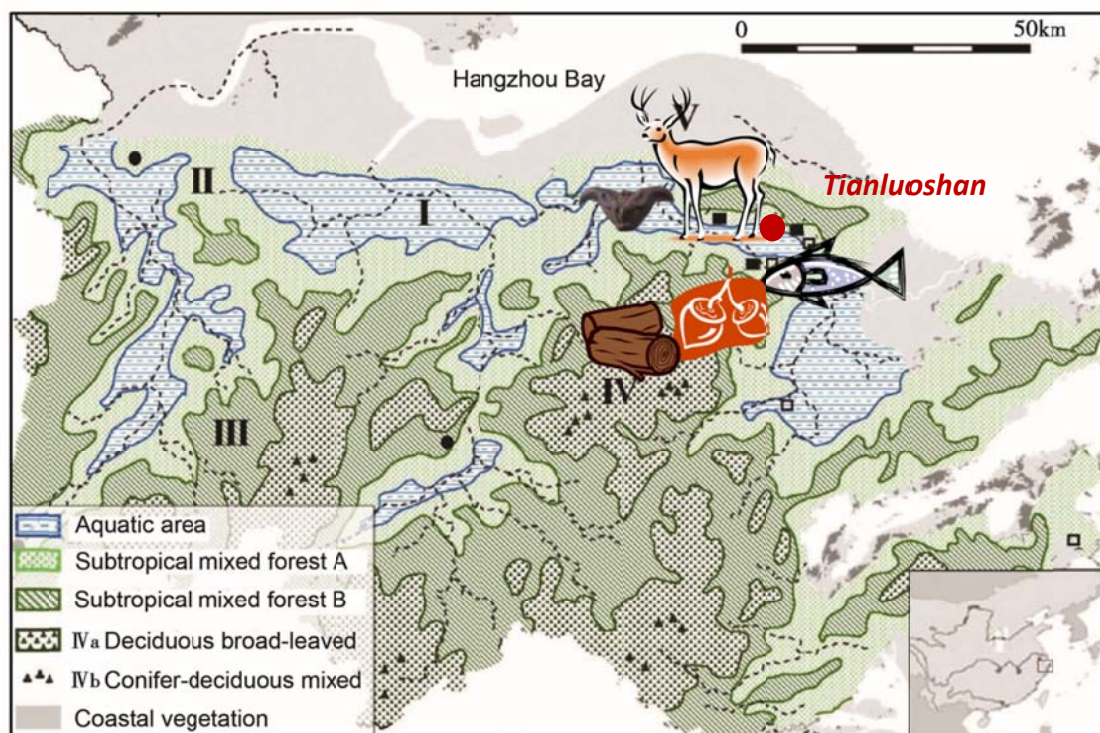 0 50km
Hangzhou Bay
V
Tianluoshan
II
I
III
IV
Aquatic area
Subtropical mixed forest A
Subtropical mixed forest B
IVa Deciduous broad-leaved
IVb Conifer-deciduous mixed
Coastal vegetation